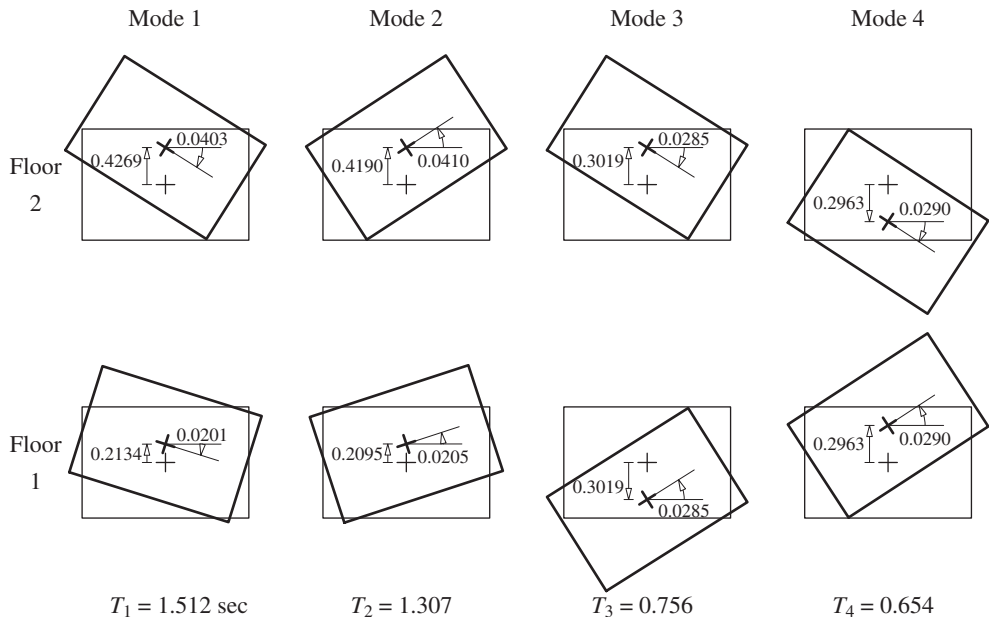 Mode 1 Mode 2 Mode 3 Mode 4
Floor 2
0.4269 0.0403
0.4190 0.0410
0.3019 0.0285
0.2963 0.0290
Floor 1
0.2134 0.0201
0.2095 0.0205
0.3019 0.0285
0.2963 0.0290
T1 = 1.512 sec T2 = 1.307 T3 = 0.756 T4 = 0.654